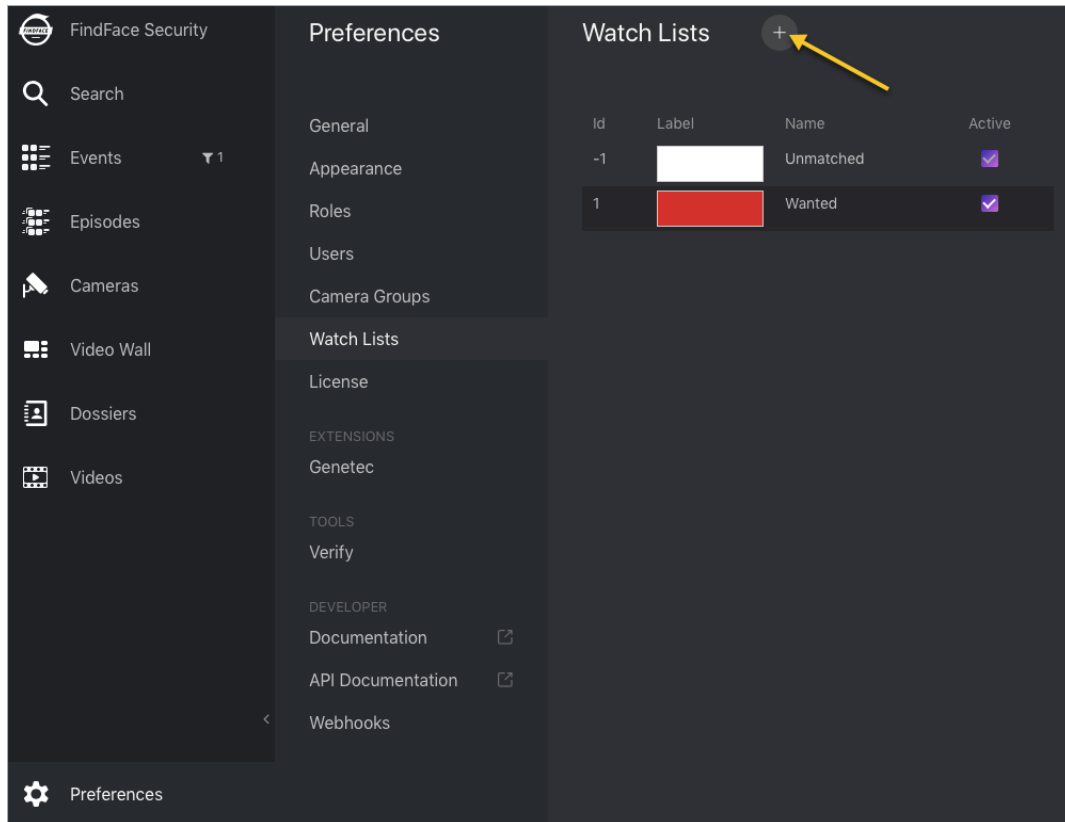 FINDFACE
FindFace Security
Search
Events 1
Episodes
Cameras
Video Wall
Dossiers
Videos
Preferences
Preferences
General
Appearance
Roles
Users
Camera Groups
Watch Lists
License
EXTENSIONS
Genetec
TOOLS
Verify
DEVELOPER
Documentation
API Documentation
Webhooks
Watch Lists +
Id Label Name Active
-1 Unmatched
1 Wanted